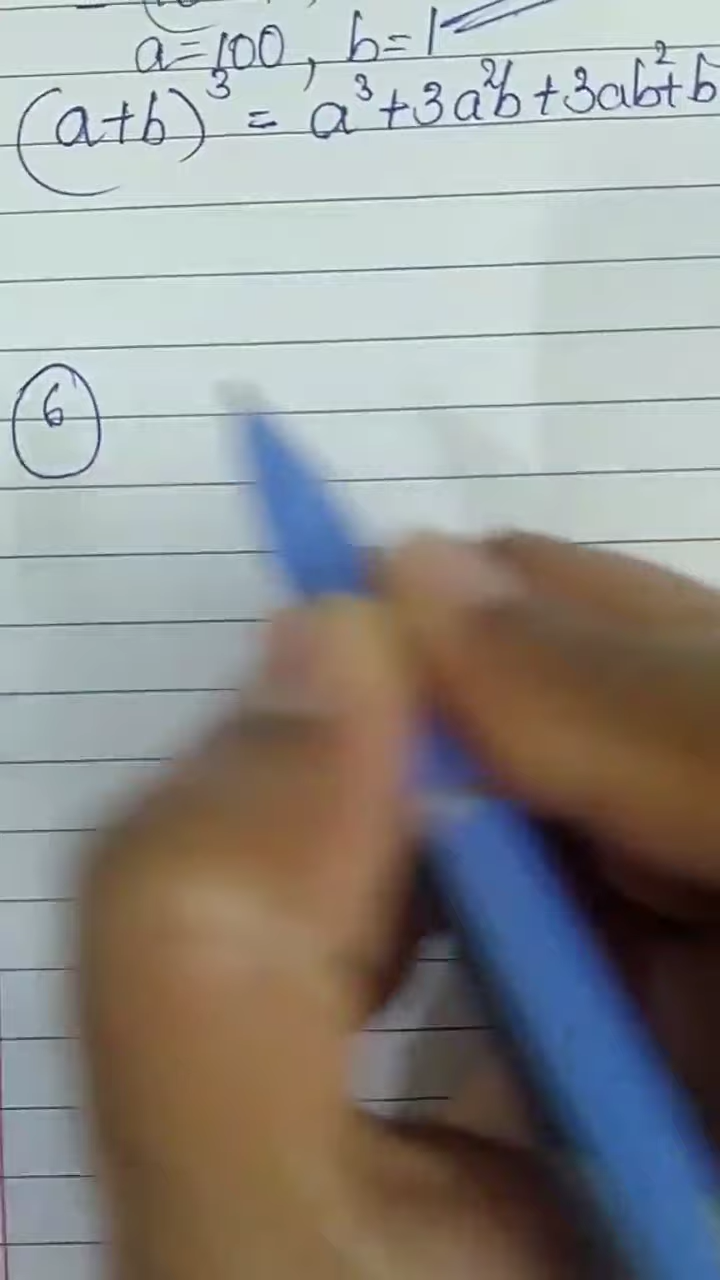 a=100, b=1
(a+b)³ = a³+3a²b+3ab²+b
6